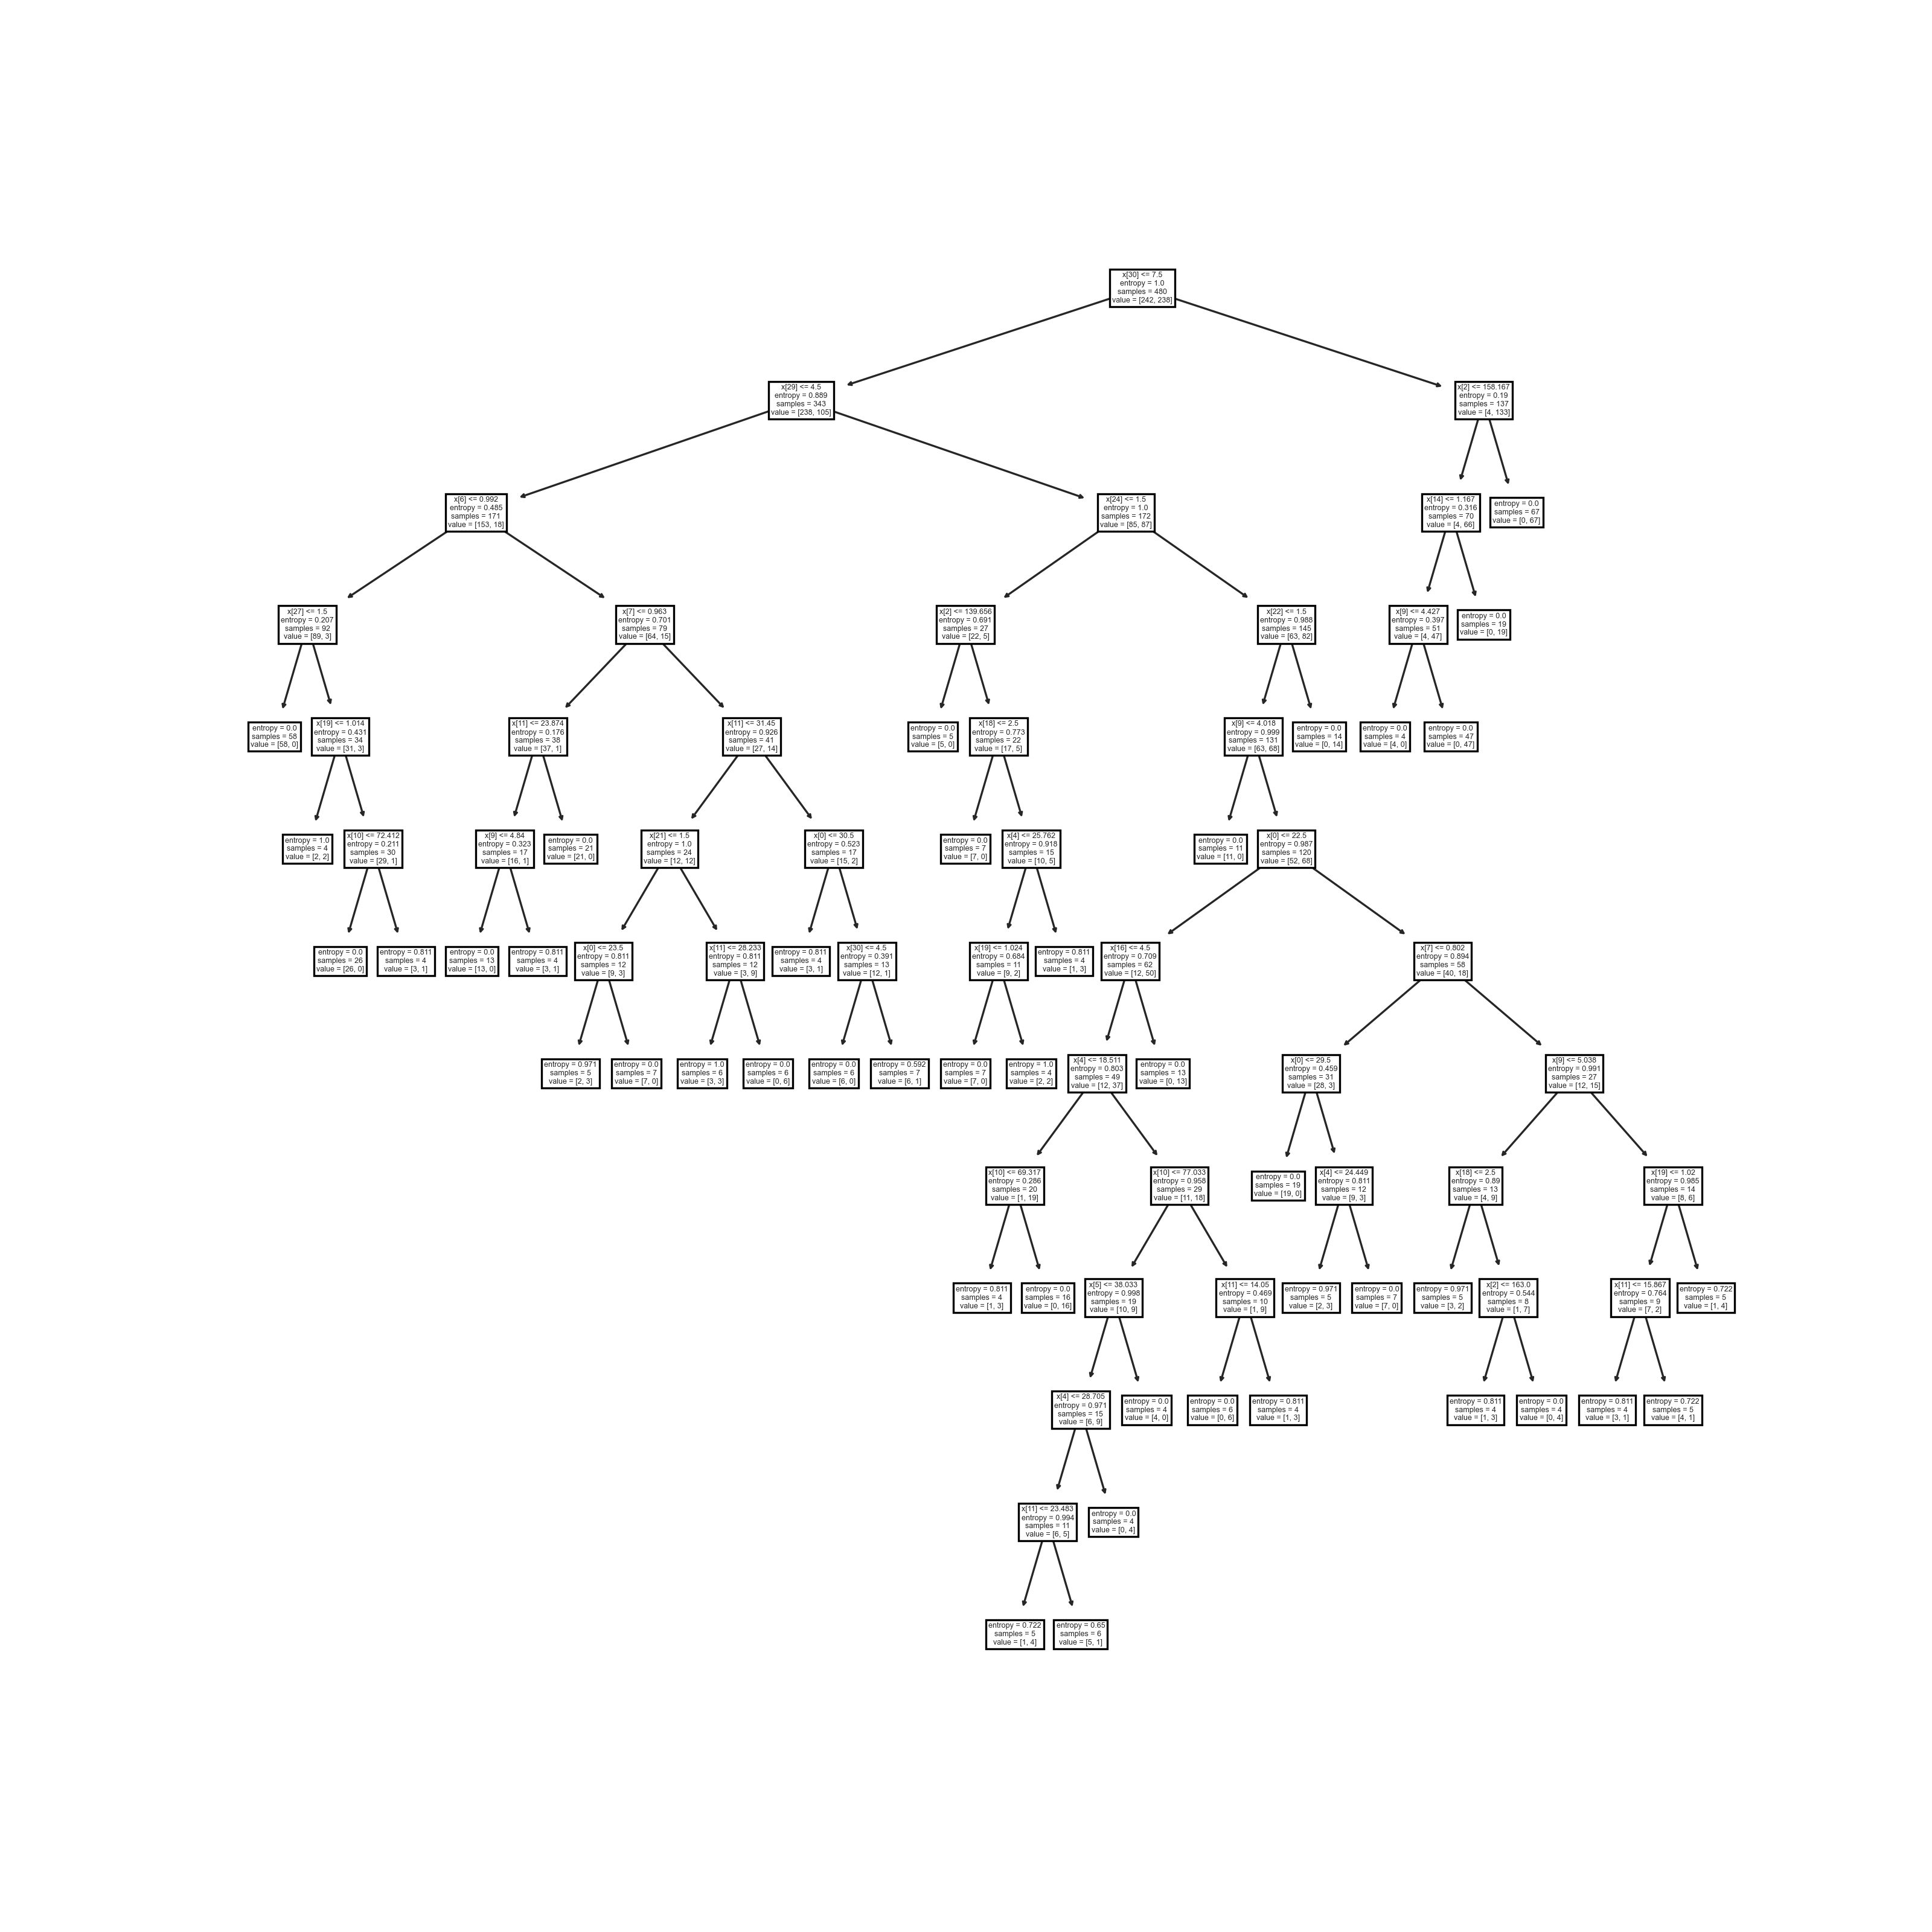 x[30] <= 7.5
entropy = 1.0
samples = 480
value = [242, 238]
x[29] <= 4.5
entropy = 0.889
samples = 343
value = [238, 105]
x[2] <= 158.167
entropy = 0.19
samples = 137
value = [4, 133]
x[6] <= 0.992
entropy = 0.485
samples = 171
value = [153, 18]
x[24] <= 1.5
entropy = 1.0
samples = 172
value = [85, 87]
x[14] <= 1.167
entropy = 0.316
samples = 70
value = [4, 66]
entropy = 0.0
samples = 67
value = [0, 67]
x[27] <= 1.5
entropy = 0.207
samples = 92
value = [89, 3]
x[7] <= 0.963
entropy = 0.701
samples = 79
value = [64, 15]
x[2] <= 139.656
entropy = 0.691
samples = 27
value = [22, 5]
x[22] <= 1.5
entropy = 0.988
samples = 145
value = [63, 82]
x[9] <= 4.427
entropy = 0.397
samples = 51
value = [4, 47]
entropy = 0.0
samples = 19
value = [0, 19]
entropy = 0.0
samples = 58
value = [58, 0]
x[19] <= 1.014
entropy = 0.431
samples = 34
value = [31, 3]
x[11] <= 23.874
entropy = 0.176
samples = 38
value = [37, 1]
x[11] <= 31.45
entropy = 0.926
samples = 41
value = [27, 14]
entropy = 0.0
samples = 5
value = [5, 0]
x[18] <= 2.5
entropy = 0.773
samples = 22
value = [17, 5]
x[9] <= 4.018
entropy = 0.999
samples = 131
value = [63, 68]
entropy = 0.0
samples = 14
value = [0, 14]
entropy = 0.0
samples = 4
value = [4, 0]
entropy = 0.0
samples = 47
value = [0, 47]
entropy = 1.0
samples = 4
value = [2, 2]
x[10] <= 72.412
entropy = 0.211
samples = 30
value = [29, 1]
x[9] <= 4.84
entropy = 0.323
samples = 17
value = [16, 1]
entropy = 0.0
samples = 21
value = [21, 0]
x[21] <= 1.5
entropy = 1.0
samples = 24
value = [12, 12]
x[0] <= 30.5
entropy = 0.523
samples = 17
value = [15, 2]
entropy = 0.0
samples = 7
value = [7, 0]
x[4] <= 25.762
entropy = 0.918
samples = 15
value = [10, 5]
entropy = 0.0
samples = 11
value = [11, 0]
x[0] <= 22.5
entropy = 0.987
samples = 120
value = [52, 68]
entropy = 0.0
samples = 26
value = [26, 0]
entropy = 0.811
samples = 4
value = [3, 1]
entropy = 0.0
samples = 13
value = [13, 0]
entropy = 0.811
samples = 4
value = [3, 1]
x[0] <= 23.5
entropy = 0.811
samples = 12
value = [9, 3]
x[11] <= 28.233
entropy = 0.811
samples = 12
value = [3, 9]
entropy = 0.811
samples = 4
value = [3, 1]
x[30] <= 4.5
entropy = 0.391
samples = 13
value = [12, 1]
x[19] <= 1.024
entropy = 0.684
samples = 11
value = [9, 2]
entropy = 0.811
samples = 4
value = [1, 3]
x[16] <= 4.5
entropy = 0.709
samples = 62
value = [12, 50]
x[7] <= 0.802
entropy = 0.894
samples = 58
value = [40, 18]
entropy = 0.971
samples = 5
value = [2, 3]
entropy = 0.0
samples = 7
value = [7, 0]
entropy = 1.0
samples = 6
value = [3, 3]
entropy = 0.0
samples = 6
value = [0, 6]
entropy = 0.0
samples = 6
value = [6, 0]
entropy = 0.592
samples = 7
value = [6, 1]
entropy = 0.0
samples = 7
value = [7, 0]
entropy = 1.0
samples = 4
value = [2, 2]
x[4] <= 18.511
entropy = 0.803
samples = 49
value = [12, 37]
entropy = 0.0
samples = 13
value = [0, 13]
x[0] <= 29.5
entropy = 0.459
samples = 31
value = [28, 3]
x[9] <= 5.038
entropy = 0.991
samples = 27
value = [12, 15]
x[10] <= 69.317
entropy = 0.286
samples = 20
value = [1, 19]
x[10] <= 77.033
entropy = 0.958
samples = 29
value = [11, 18]
entropy = 0.0
samples = 19
value = [19, 0]
x[4] <= 24.449
entropy = 0.811
samples = 12
value = [9, 3]
x[18] <= 2.5
entropy = 0.89
samples = 13
value = [4, 9]
x[19] <= 1.02
entropy = 0.985
samples = 14
value = [8, 6]
entropy = 0.811
samples = 4
value = [1, 3]
entropy = 0.0
samples = 16
value = [0, 16]
x[5] <= 38.033
entropy = 0.998
samples = 19
value = [10, 9]
x[11] <= 14.05
entropy = 0.469
samples = 10
value = [1, 9]
entropy = 0.971
samples = 5
value = [2, 3]
entropy = 0.0
samples = 7
value = [7, 0]
entropy = 0.971
samples = 5
value = [3, 2]
x[2] <= 163.0
entropy = 0.544
samples = 8
value = [1, 7]
x[11] <= 15.867
entropy = 0.764
samples = 9
value = [7, 2]
entropy = 0.722
samples = 5
value = [1, 4]
x[4] <= 28.705
entropy = 0.971
samples = 15
value = [6, 9]
entropy = 0.0
samples = 4
value = [4, 0]
entropy = 0.0
samples = 6
value = [0, 6]
entropy = 0.811
samples = 4
value = [1, 3]
entropy = 0.811
samples = 4
value = [1, 3]
entropy = 0.0
samples = 4
value = [0, 4]
entropy = 0.811
samples = 4
value = [3, 1]
entropy = 0.722
samples = 5
value = [4, 1]
x[11] <= 23.483
entropy = 0.994
samples = 11
value = [6, 5]
entropy = 0.0
samples = 4
value = [0, 4]
entropy = 0.722
samples = 5
value = [1, 4]
entropy = 0.65
samples = 6
value = [5, 1]